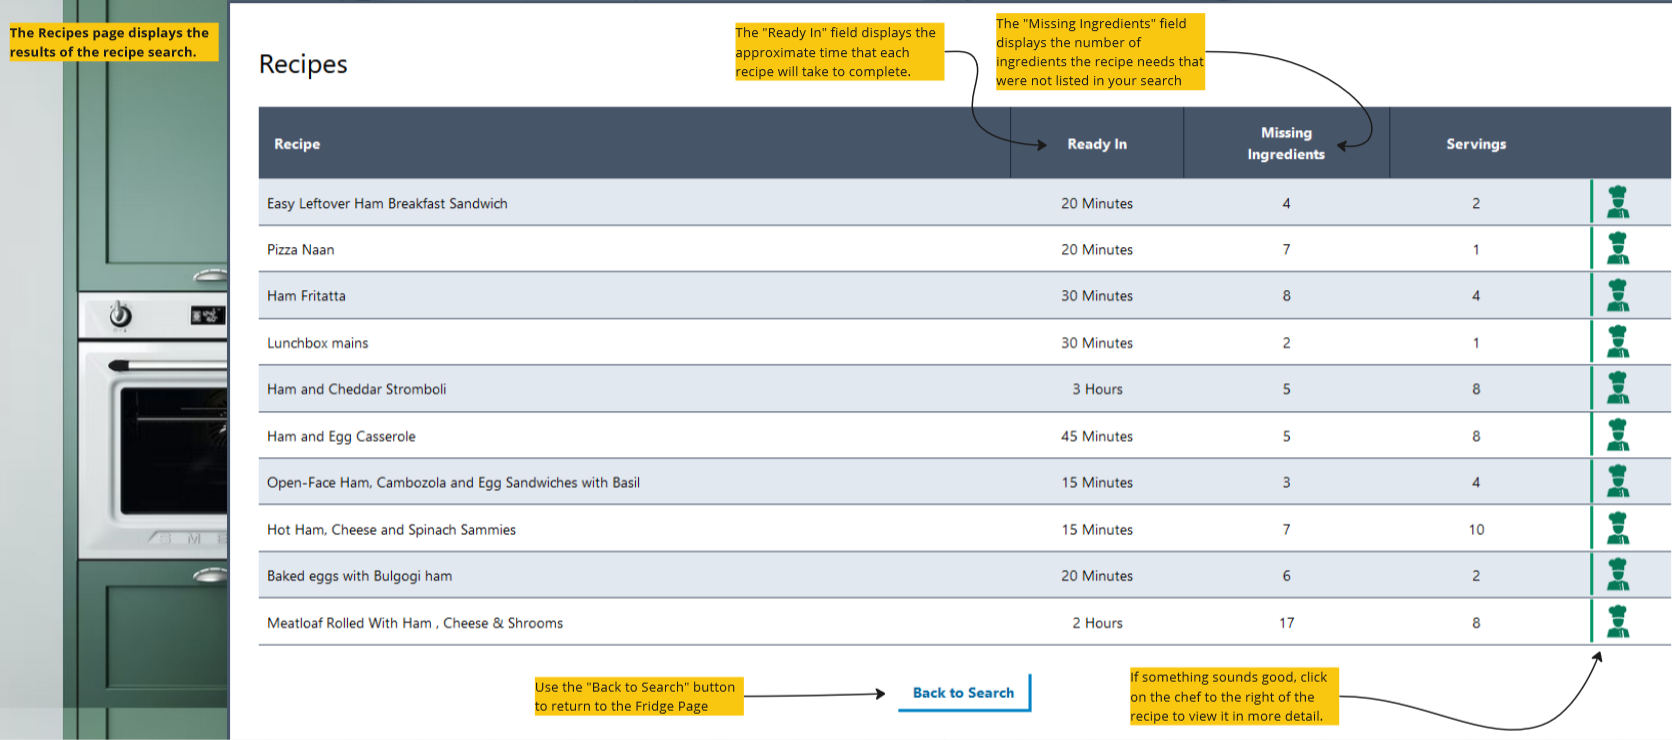 The Recipes page displays the
results of the recipe search.
The "Ready In" field displays the
approximate time that each
recipe will take to complete.
The "Missing Ingredients" field
displays the number of
ingredients the recipe needs that
were not listed in your search
Recipes
Recipe Ready In Missing Ingredients Servings
Easy Leftover Ham Breakfast Sandwich 20 Minutes 4 2
Pizza Naan 20 Minutes 7 1
Ham Fritatta 30 Minutes 8 4
Lunchbox mains 30 Minutes 2 1
Ham and Cheddar Stromboli 3 Hours 5 8
Ham and Egg Casserole 45 Minutes 5 8
Open-Face Ham, Cambozola and Egg Sandwiches with Basil 15 Minutes 3 4
Hot Ham, Cheese and Spinach Sammies 15 Minutes 7 10
Baked eggs with Bulgogi ham 20 Minutes 6 2
Meatloaf Rolled With Ham , Cheese & Shrooms 2 Hours 17 8
Use the "Back to Search" button
to return to the Fridge Page
Back to Search
If something sounds good, click
on the chef to the right of the
recipe to view it in more detail.
S M E